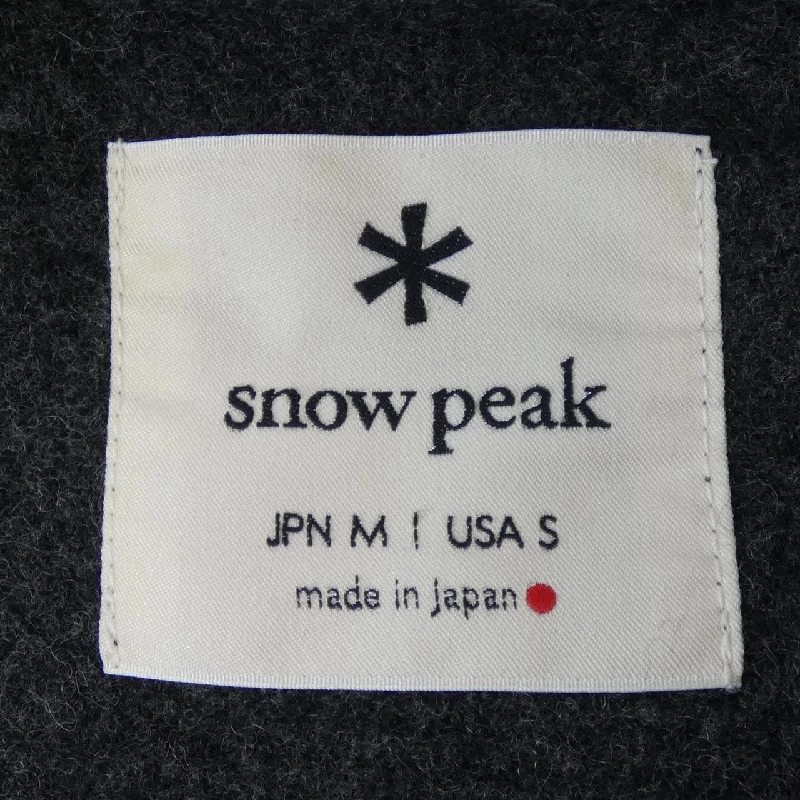 snow peak
JPN M | USA S
made in Japan